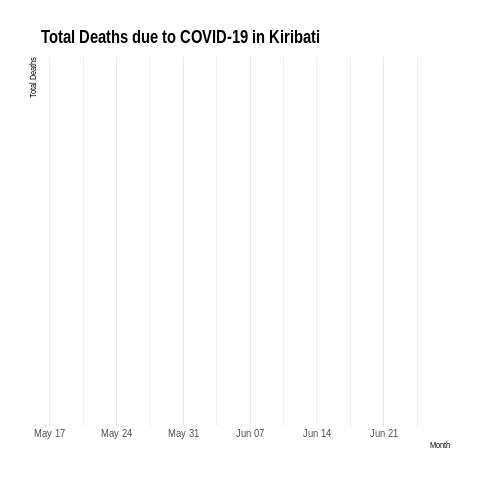 Total Deaths due to COVID-19 in Kiribati
Total Deaths
May 17 May 24 May 31 Jun 07 Jun 14 Jun 21
Month